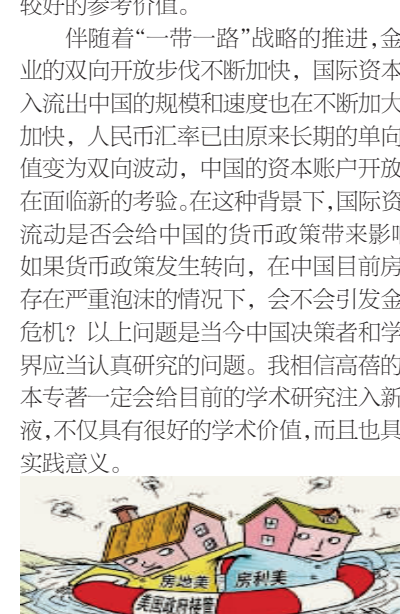 较好的参考价值。
伴随着“一带一路”战略的推进,金
业的双向开放步伐不断加快，国际资本
入流出中国的规模和速度也在不断加大
加快，人民币汇率已由原来长期的单向
值变为双向波动，中国的资本账户开放
在面临新的考验。在这种背景下,国际资
流动是否会给中国的货币政策带来影响
如果货币政策发生转向，在中国目前房
存在严重泡沫的情况下，会不会引发金
危机？以上问题是当今中国决策者和学
界应当认真研究的问题。我相信高蓓的
本专著一定会给目前的学术研究注入新
液,不仅具有很好的学术价值,而且也具
实践意义。
房地美 房利美
美国政府接管